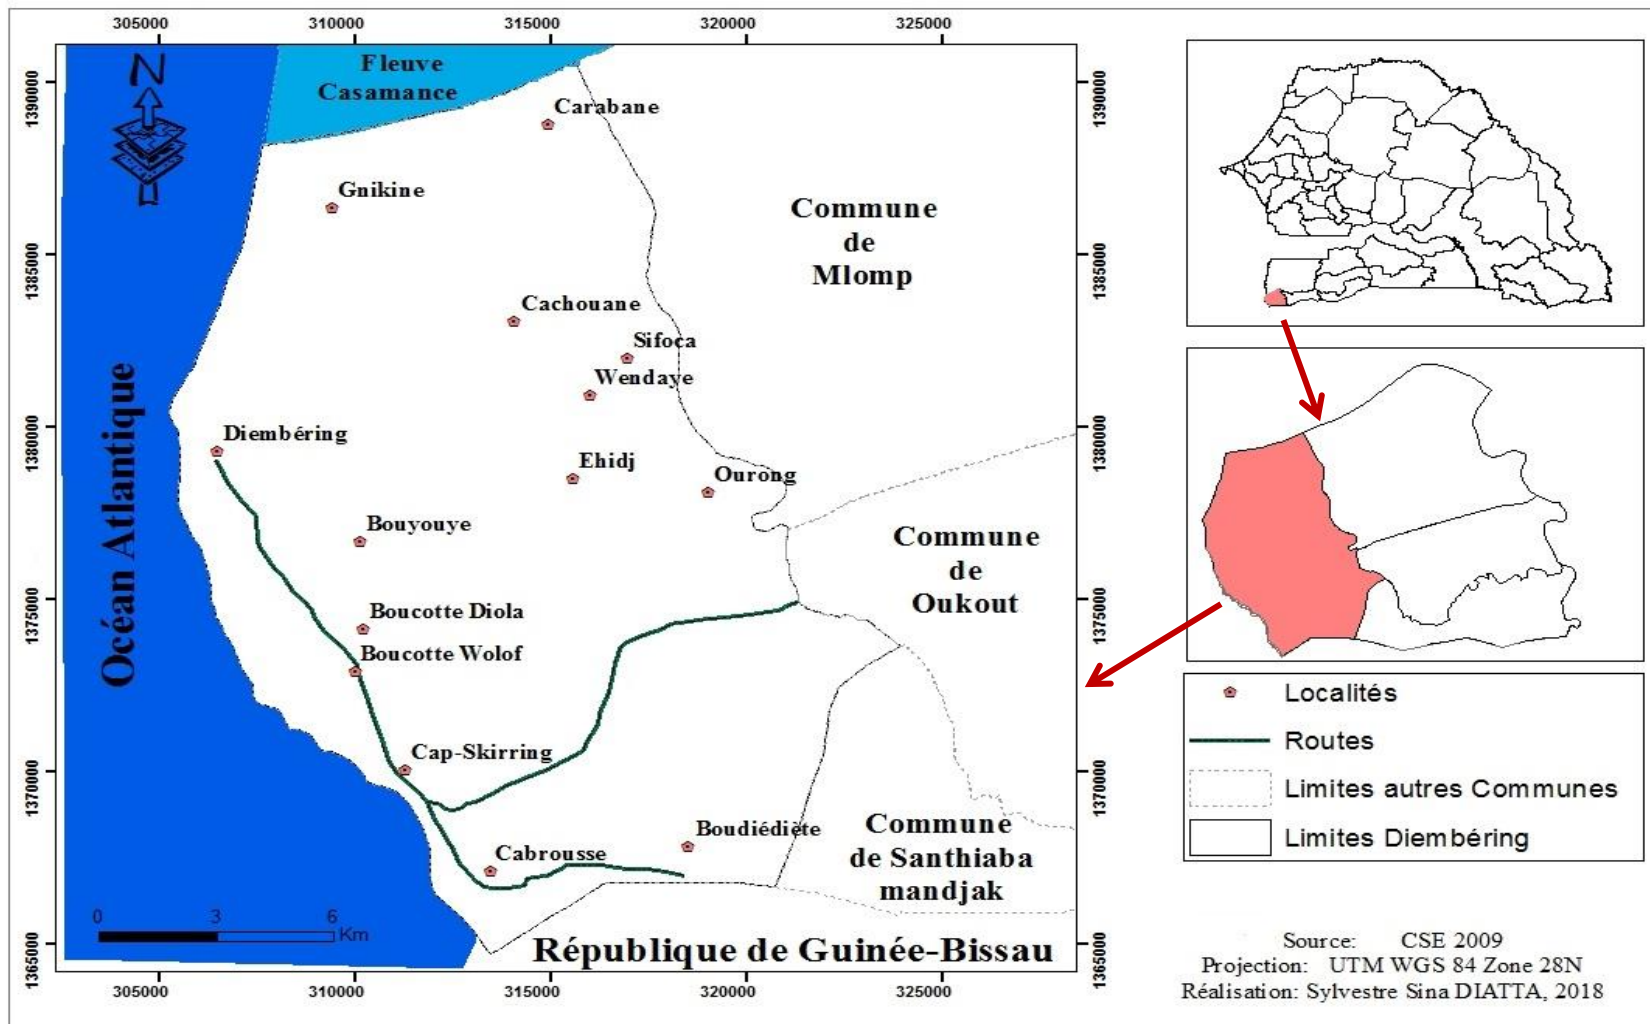 305000 310000 315000 320000 325000
N
Fleuve
Casamance
Carabane
Gnikine
Commune
de
Mlomp
Cachouane
Sifoca
Wendaye
Océan Atlantique
Diembéring
Ehidj
Ourong
Bouyouye
Commune
de
Oukout
Boucotte Diola
Boucotte Wolof
Cap-Skirring
Boudiédiète
Commune
de Santhiaba
mandjak
Cabrousse
0 3 6
Km
République de Guinée-Bissau
1390000
1385000
1380000
1375000
1370000
1365000
1390000
1385000
1380000
1375000
1370000
1365000
305000 310000 315000 320000 325000
Localités
Routes
Limites autres Communes
Limites Diembéring
Source: CSE 2009
Projection: UTM WGS 84 Zone 28N
Réalisation: Sylvestre Sina DIATTA, 2018